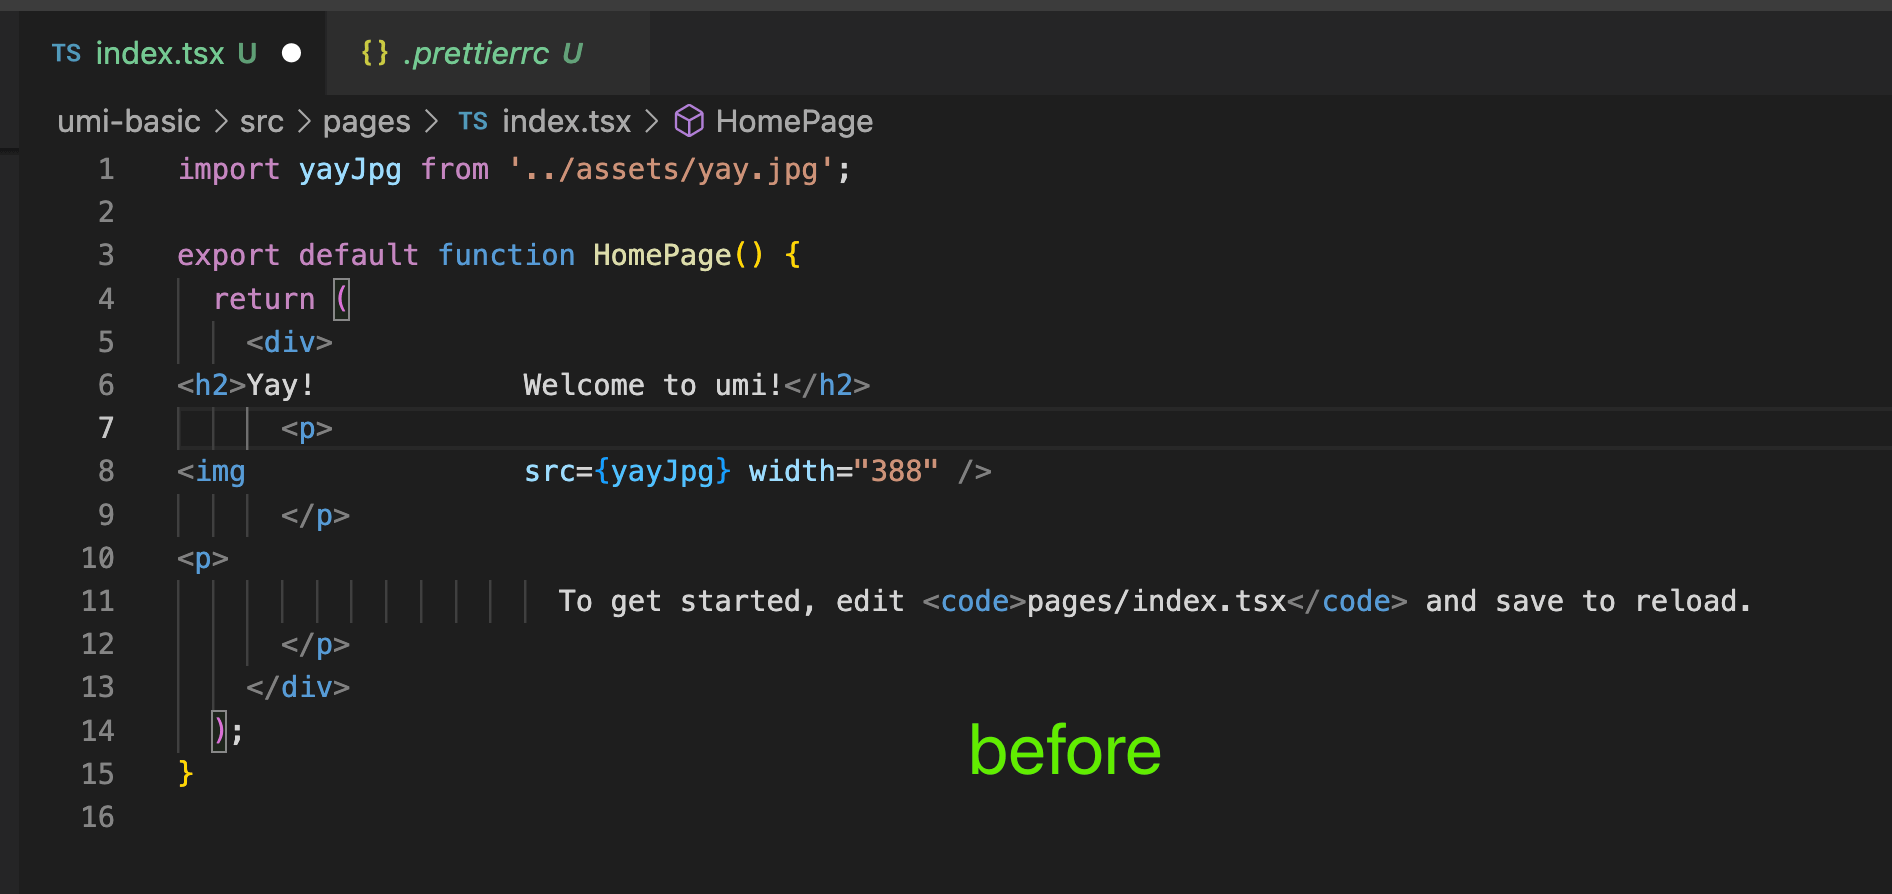 TS index.tsx U {} .prettierrc U
umi-basic > src > pages > TS index.tsx > HomePage
1 import yayJpg from '../assets/yay.jpg';
2
3 export default function HomePage() {
4   return (
5     <div>
6 <h2>Yay!            Welcome to umi!</h2>
7       <p>
8 <img                src={yayJpg} width="388" />
9       </p>
10 <p>
11                       To get started, edit <code>pages/index.tsx</code> and save to reload.
12       </p>
13     </div>
14   );
15 }
16
before